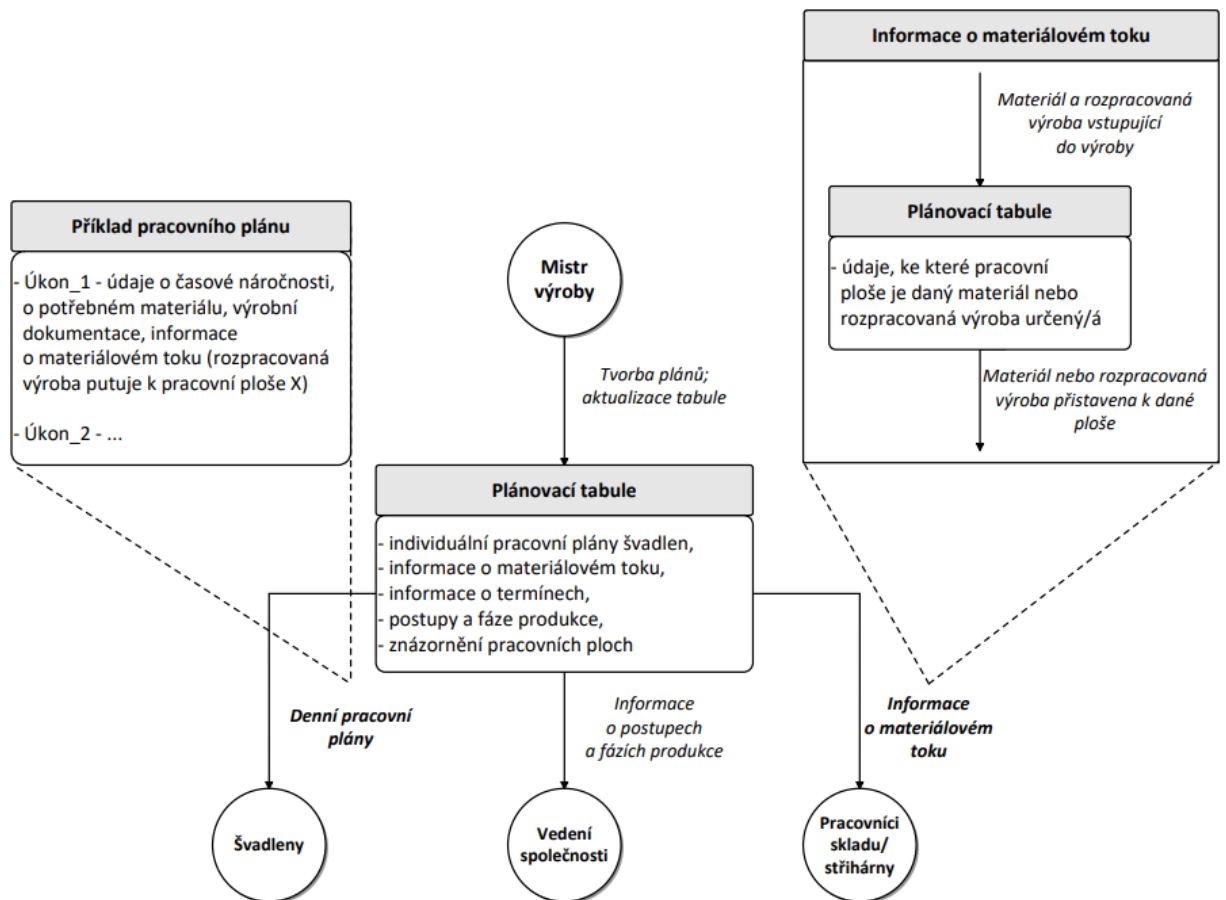 Informace o materiálovém toku
Materiál a rozpracovaná
výroba vstupující
do výroby
Plánovací tabule
- údaje, ke které pracovní
ploše je daný materiál nebo
rozpracovaná výroba určený/á
Materiál nebo rozpracovaná
výroba přistavena k dané
ploše
Příklad pracovního plánu
- Úkon_1 - údaje o časové náročnosti,
o potřebném materiálu, výrobní
dokumentace, informace
o materiálovém toku (rozpracovaná
výroba putuje k pracovní ploše X)
- Úkon_2 - ...
Mistr
výroby
Tvorba plánů;
aktualizace tabule
Plánovací tabule
- individuální pracovní plány švadlen,
- informace o materiálovém toku,
- informace o termínech,
- postupy a fáze produkce,
- znázornění pracovních ploch
Denní pracovní
plány
Informace
o postupech
a fázích produkce
Informace
o materiálovém
toku
Švadleny
Vedení
společnosti
Pracovníci
skladu/
střihárny